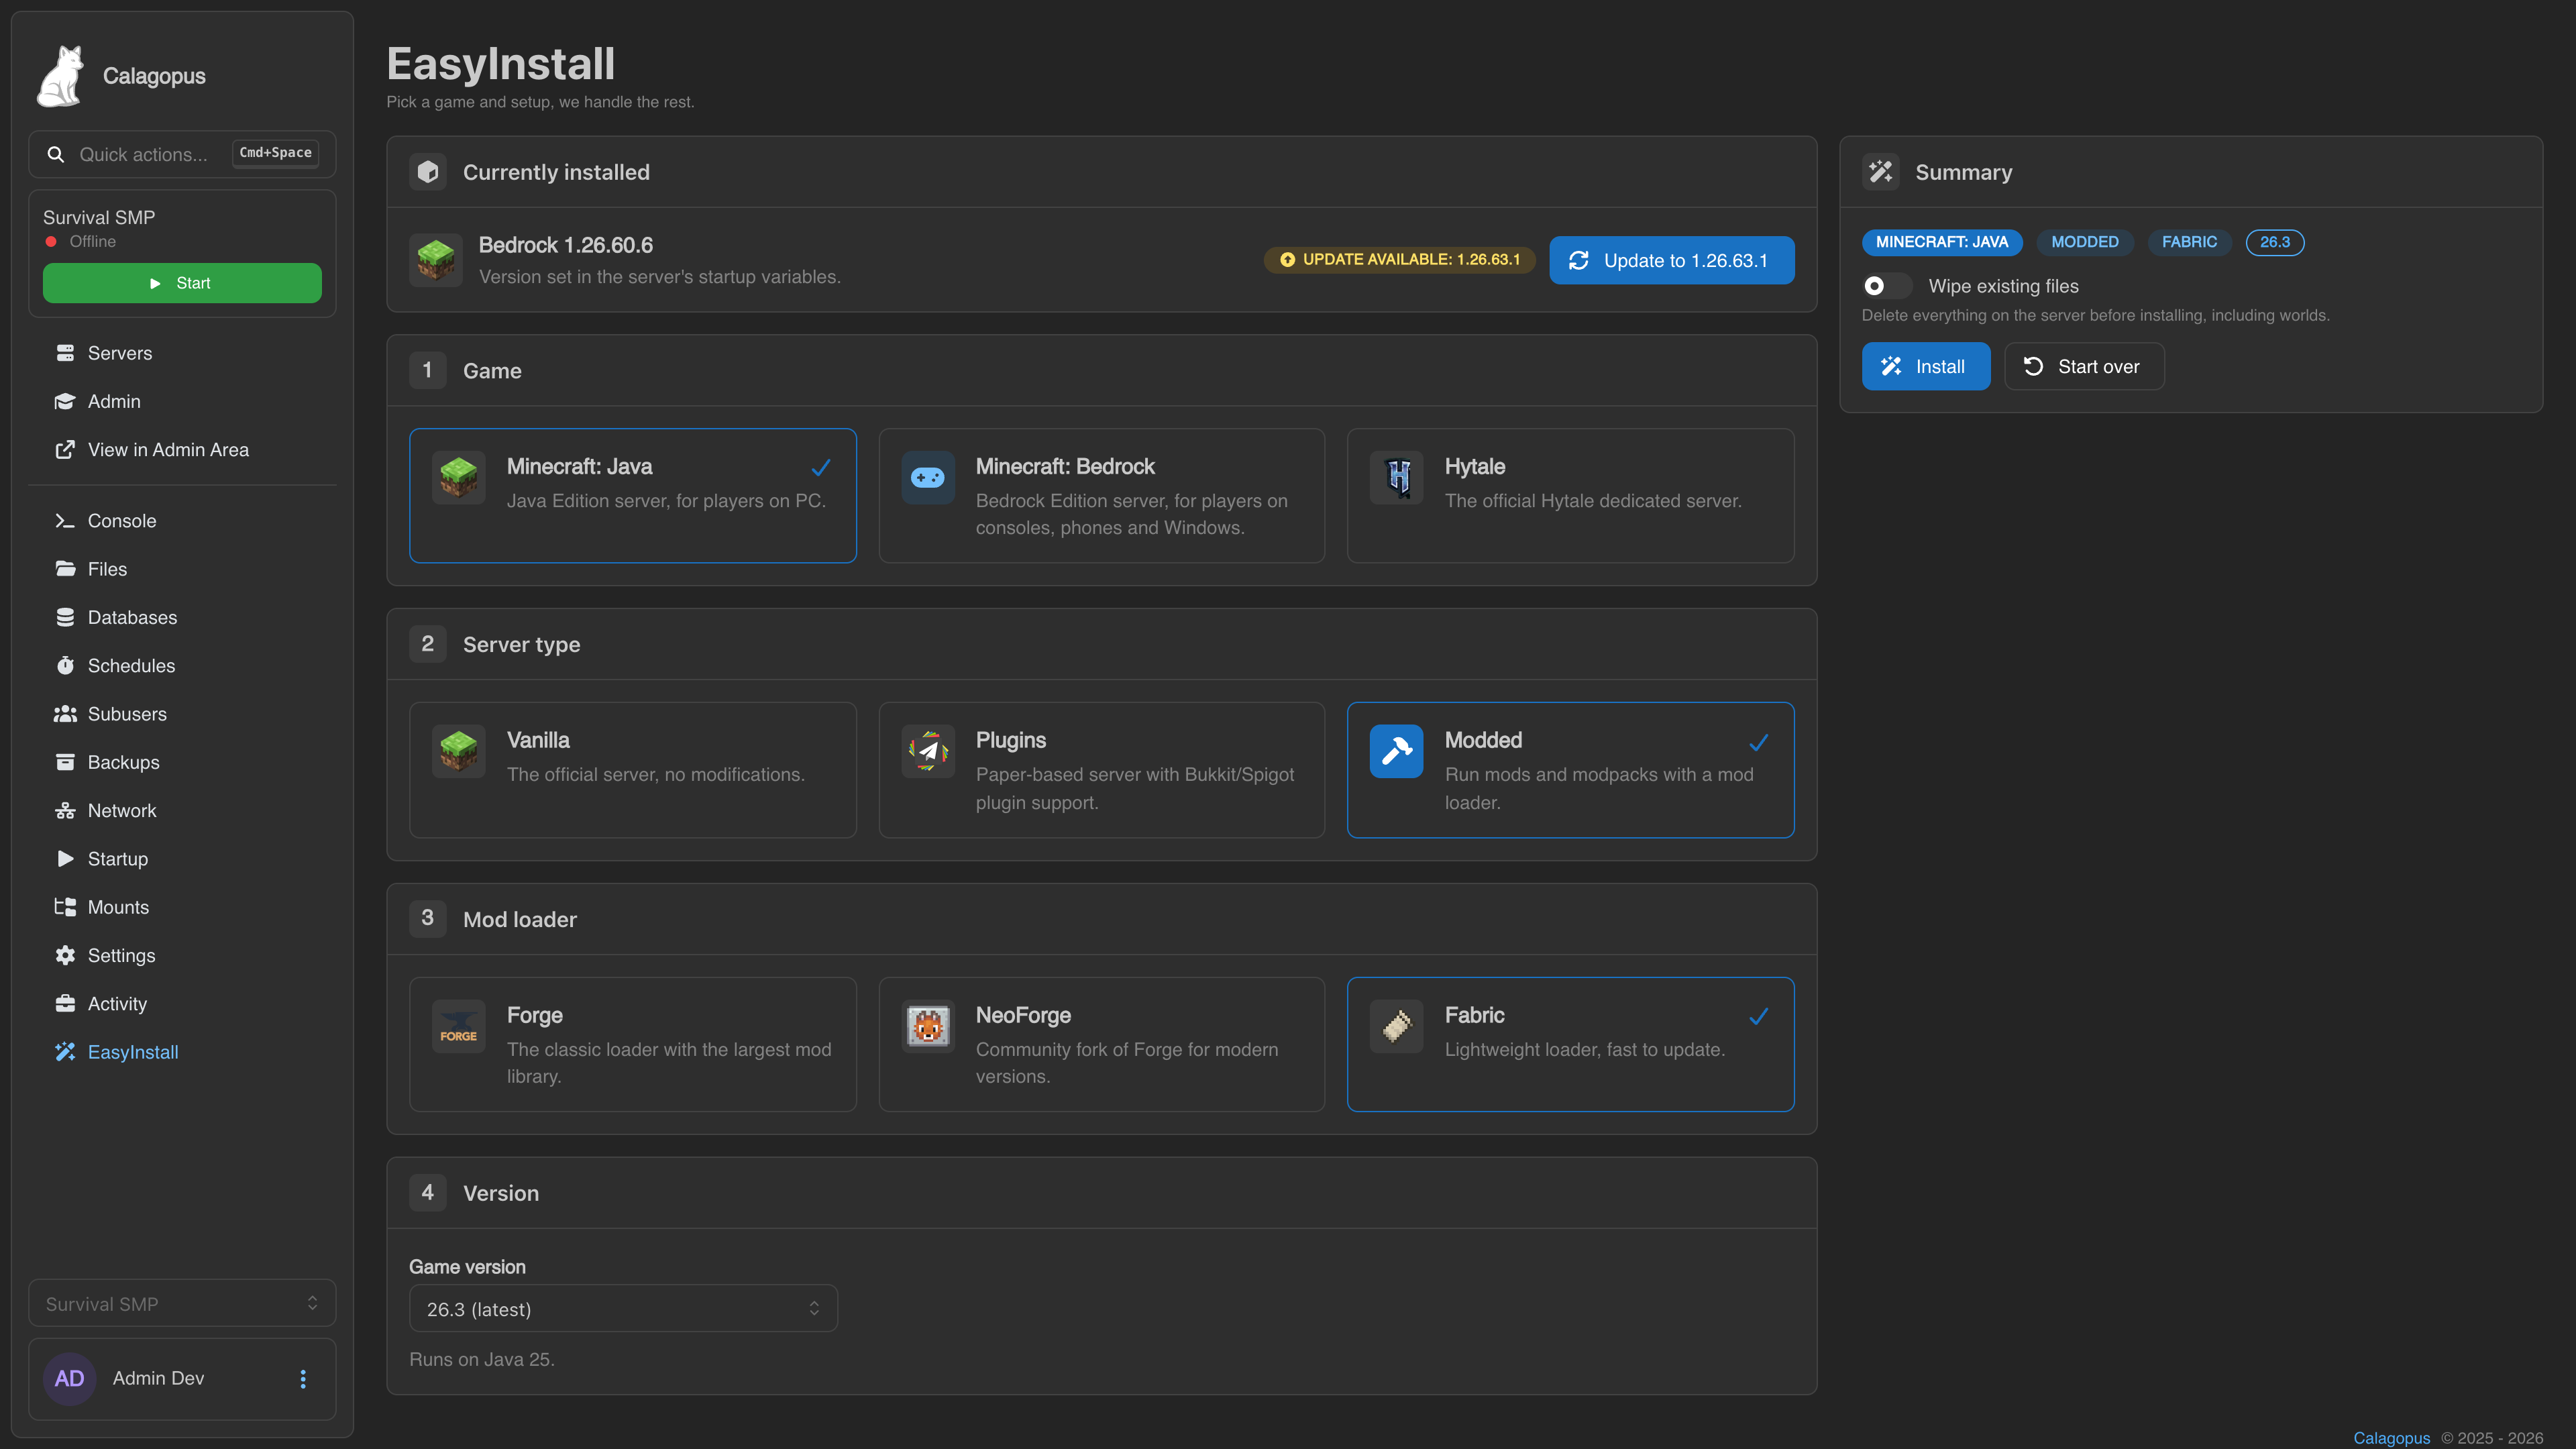 Calagopus
Quick actions...
Cmd+Space
Survival SMP
Offline
Start
Servers
Admin
View in Admin Area
Console
Files
Databases
Schedules
Subusers
Backups
Network
Startup
Mounts
Settings
Activity
EasyInstall
Survival SMP
AD
Admin Dev
EasyInstall
Pick a game and setup, we handle the rest.
Currently installed
Bedrock 1.26.60.6
Version set in the server's startup variables.
UPDATE AVAILABLE: 1.26.63.1
Update to 1.26.63.1
1
Game
Minecraft: Java
Java Edition server, for players on PC.
Minecraft: Bedrock
Bedrock Edition server, for players on
consoles, phones and Windows.
Hytale
The official Hytale dedicated server.
2
Server type
Vanilla
The official server, no modifications.
Plugins
Paper-based server with Bukkit/Spigot
plugin support.
Modded
Run mods and modpacks with a mod
loader.
3
Mod loader
FORGE
Forge
The classic loader with the largest mod
library.
NeoForge
Community fork of Forge for modern
versions.
Fabric
Lightweight loader, fast to update.
4
Version
Game version
26.3 (latest)
Runs on Java 25.
Summary
MINECRAFT: JAVA
MODDED
FABRIC
26.3
Wipe existing files
Delete everything on the server before installing, including worlds.
Install
Start over
Calagopus © 2025 - 2026